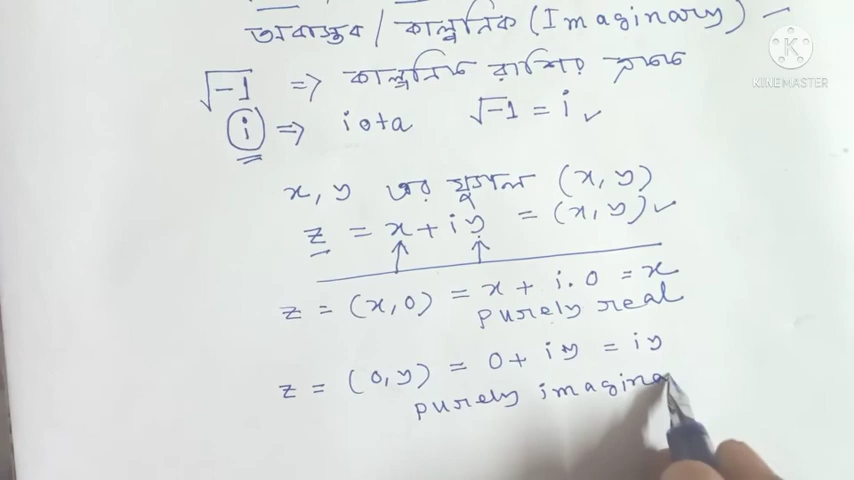 অবাস্তব / কাল্পনিক (Imaginary) –
√-1 ⇒ কাল্পনিক রাশির
i ⇒ iota √-1 = i ✓
x, y এর যুগল (x, y)
z = x + iy = (x, y) ✓
z = (x, 0) = x + i.0 = x
purely real
z = (0, y) = 0 + iy = iy
purely imagina
KINEMASTER